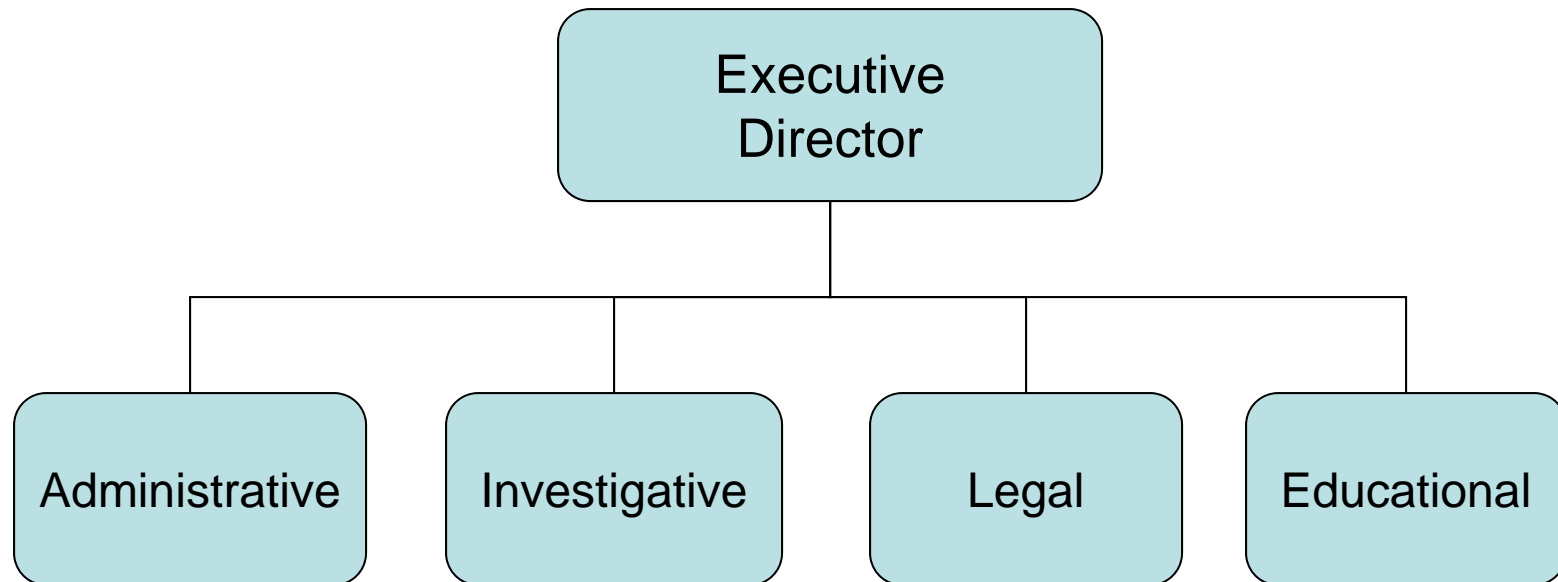 Executive
Director
Administrative
Investigative
Legal
Educational